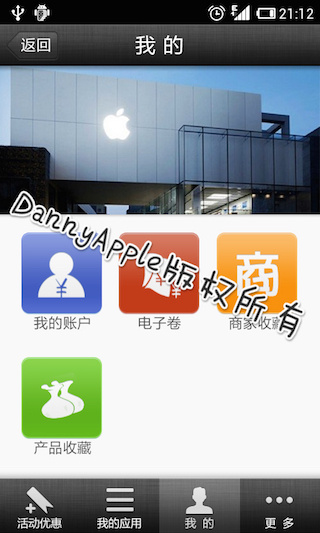 21:12
返回
我 的
DannyApple版权所有
商
我的账户
电子卷
商家收藏
产品收藏
活动优惠
我的应用
我 的
更 多